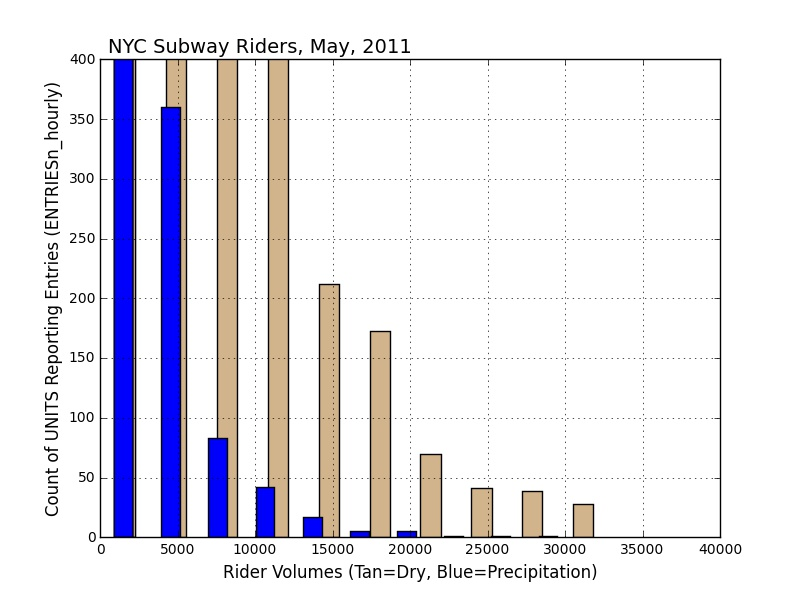 NYC Subway Riders, May, 2011
400
350
300
250
200
150
100
50
0
Count of UNITS Reporting Entries (ENTRIESn_hourly)
0 5000 10000 15000 20000 25000 30000 35000 40000
Rider Volumes (Tan=Dry, Blue=Precipitation)